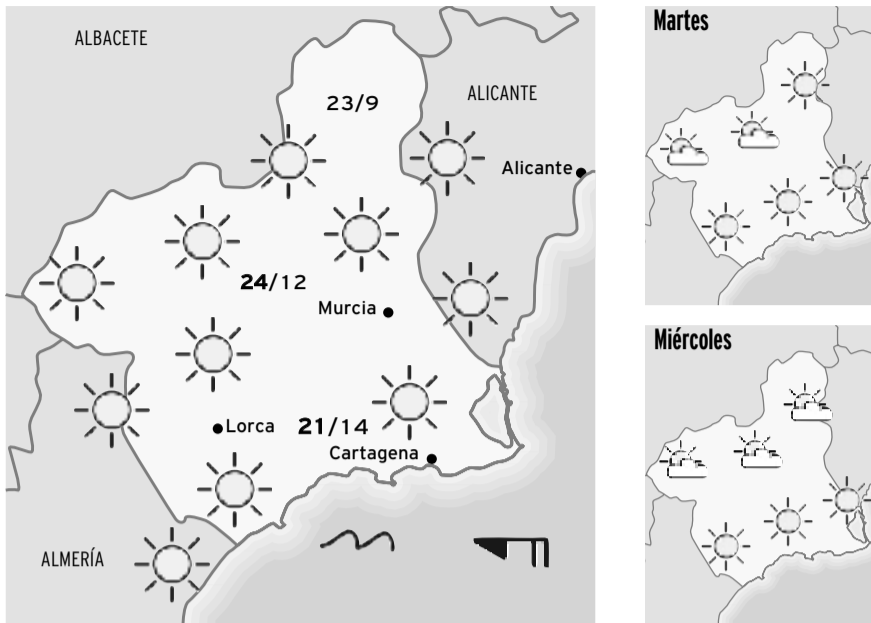 ALBACETE
23/9
ALICANTE
Alicante
24/12
Murcia
Lorca
21/14
Cartagena
ALMERÍA
Martes
Miércoles